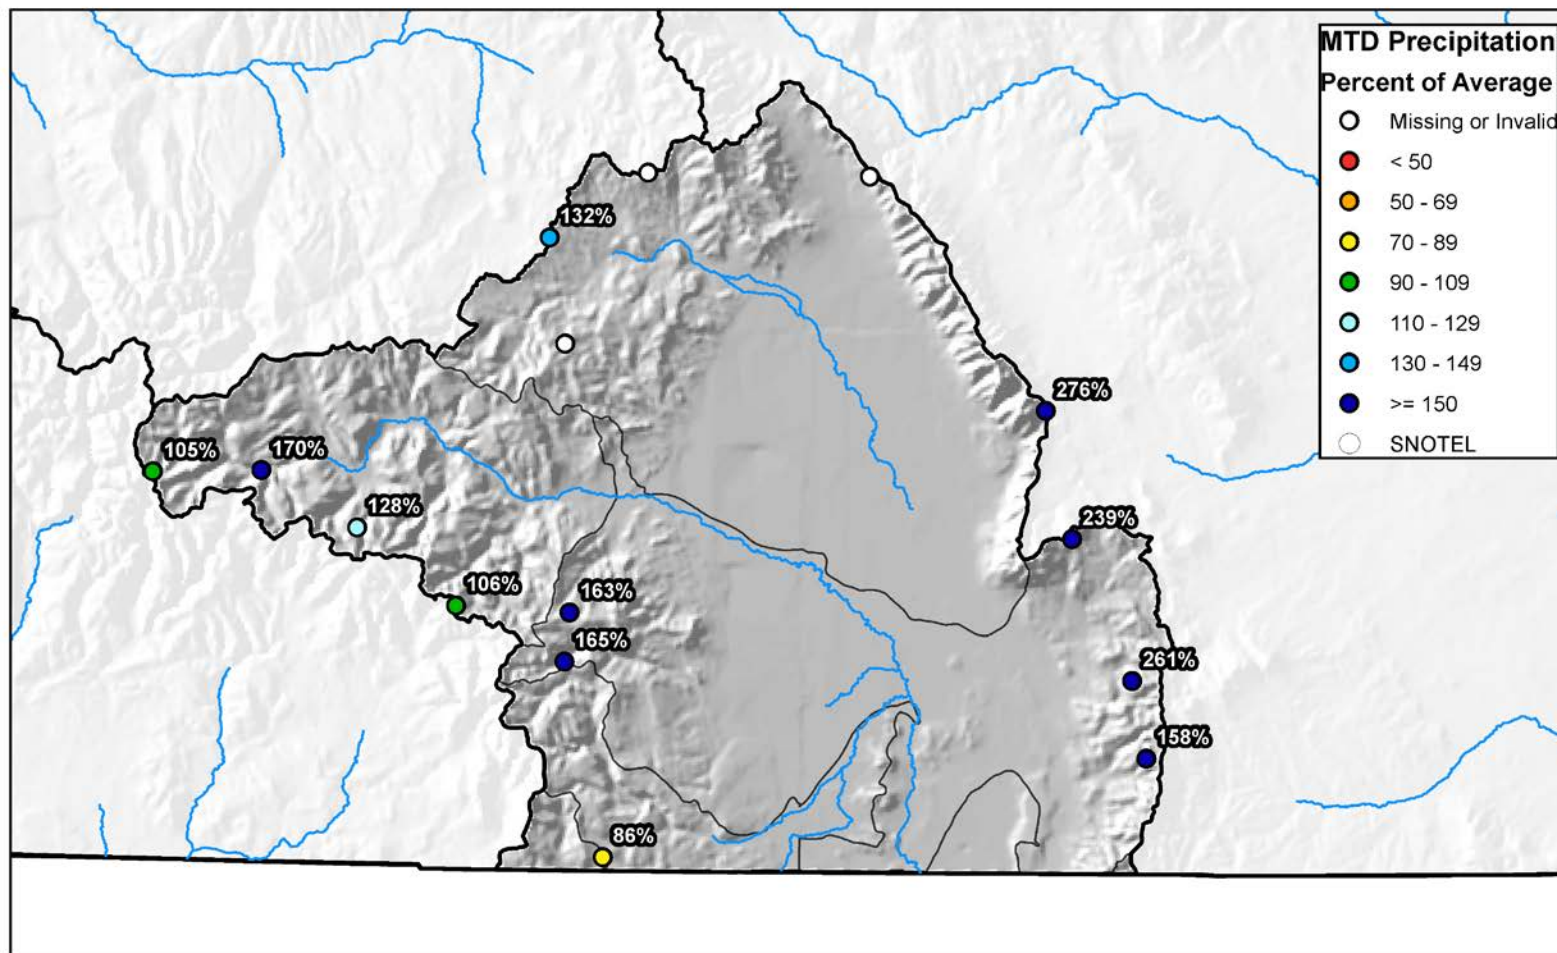 MTD Precipitation
Percent of Average
Missing or Invalid
< 50
50 - 69
70 - 89
90 - 109
110 - 129
130 - 149
>= 150
SNOTEL
132%
276%
105%
170%
128%
239%
106%
163%
165%
261%
158%
86%